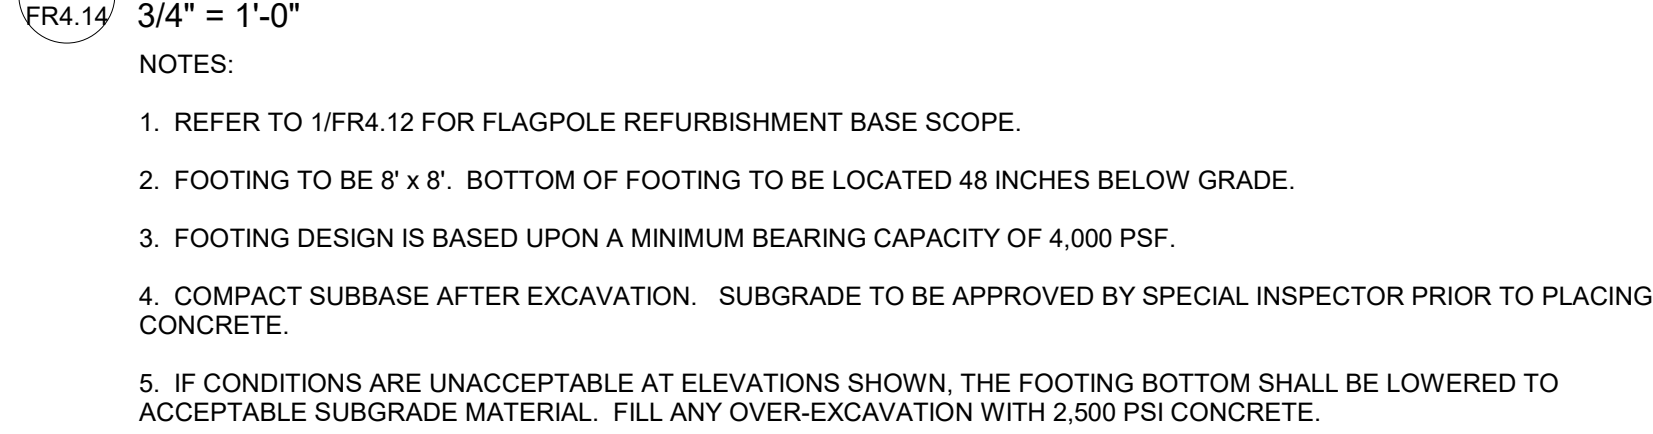 FR4.14 3/4" = 1'-0"
NOTES:
1. REFER TO 1/FR4.12 FOR FLAGPOLE REFURBISHMENT BASE SCOPE.
2. FOOTING TO BE 8' x 8'. BOTTOM OF FOOTING TO BE LOCATED 48 INCHES BELOW GRADE.
3. FOOTING DESIGN IS BASED UPON A MINIMUM BEARING CAPACITY OF 4,000 PSF.
4. COMPACT SUBBASE AFTER EXCAVATION. SUBGRADE TO BE APPROVED BY SPECIAL INSPECTOR PRIOR TO PLACING
CONCRETE.
5. IF CONDITIONS ARE UNACCEPTABLE AT ELEVATIONS SHOWN, THE FOOTING BOTTOM SHALL BE LOWERED TO
ACCEPTABLE SUBGRADE MATERIAL. FILL ANY OVER-EXCAVATION WITH 2,500 PSI CONCRETE.